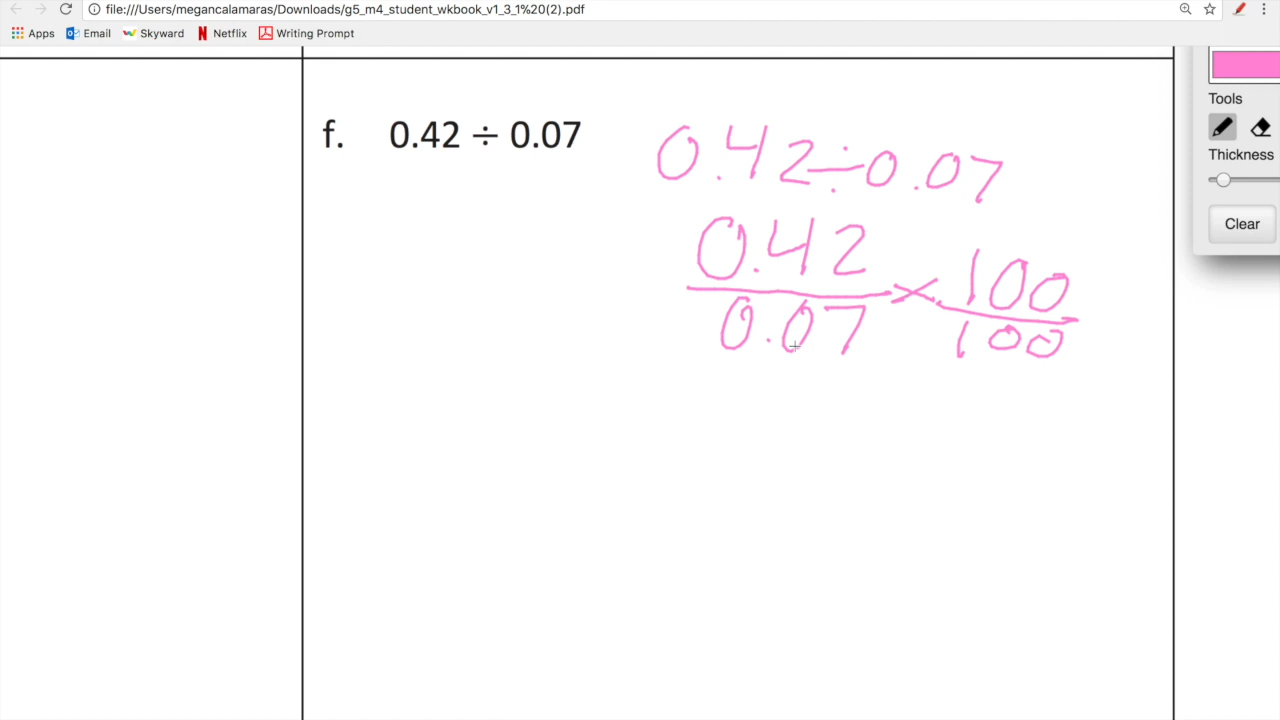 file:///Users/megancalamaras/Downloads/g5_m4_student_wkbook_v1_3_1%20(2).pdf
Apps Email Skyward Netflix Writing Prompt
Tools
Thickness
Clear
f. 0.42 ÷ 0.07
0.42÷0.07
0.42 × 100
0.07 100